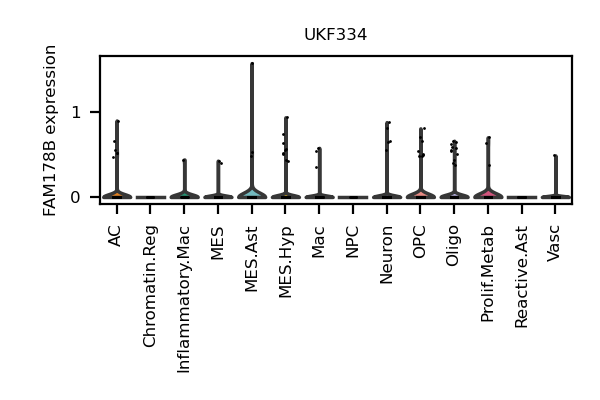 UKF334
FAM178B expression
1
0
AC
Chromatin.Reg
Inflammatory.Mac
MES
MES.Ast
MES.Hyp
Mac
NPC
Neuron
OPC
Oligo
Prolif.Metab
Reactive.Ast
Vasc